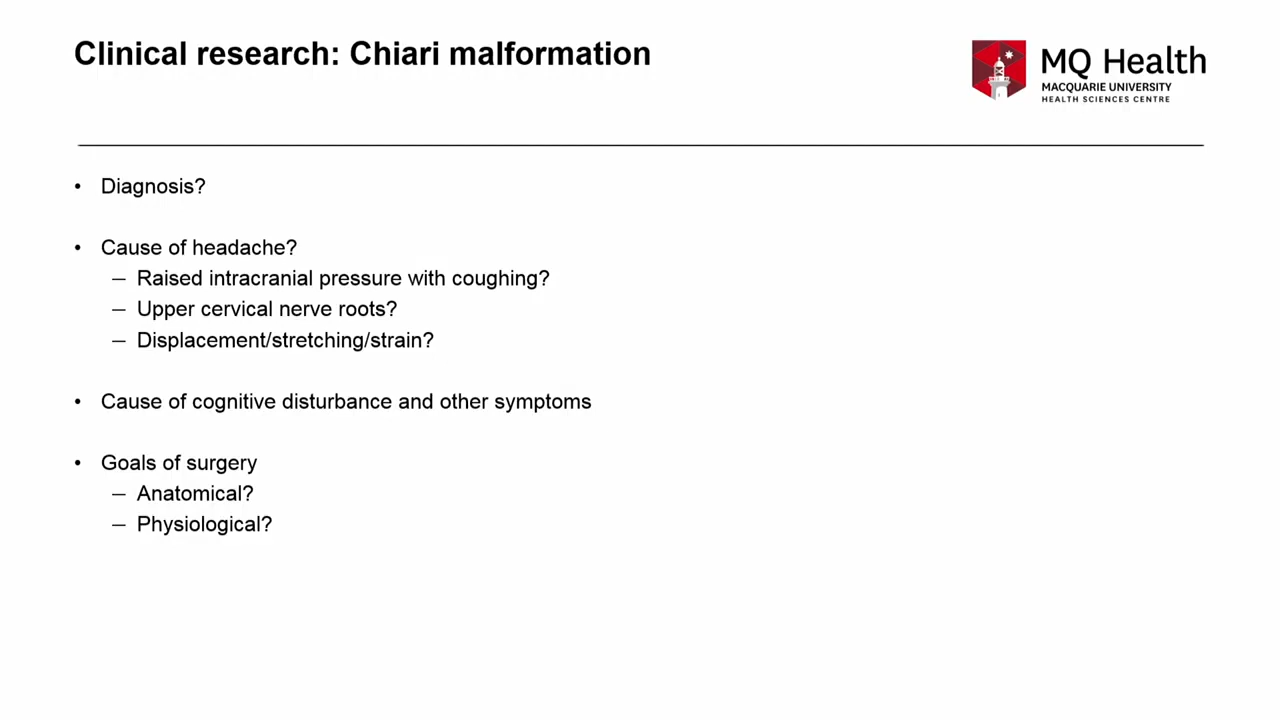 Clinical research: Chiari malformation
MQ Health
MACQUARIE UNIVERSITY
HEALTH SCIENCES CENTRE
• Diagnosis?
• Cause of headache?
– Raised intracranial pressure with coughing?
– Upper cervical nerve roots?
– Displacement/stretching/strain?
• Cause of cognitive disturbance and other symptoms
• Goals of surgery
– Anatomical?
– Physiological?